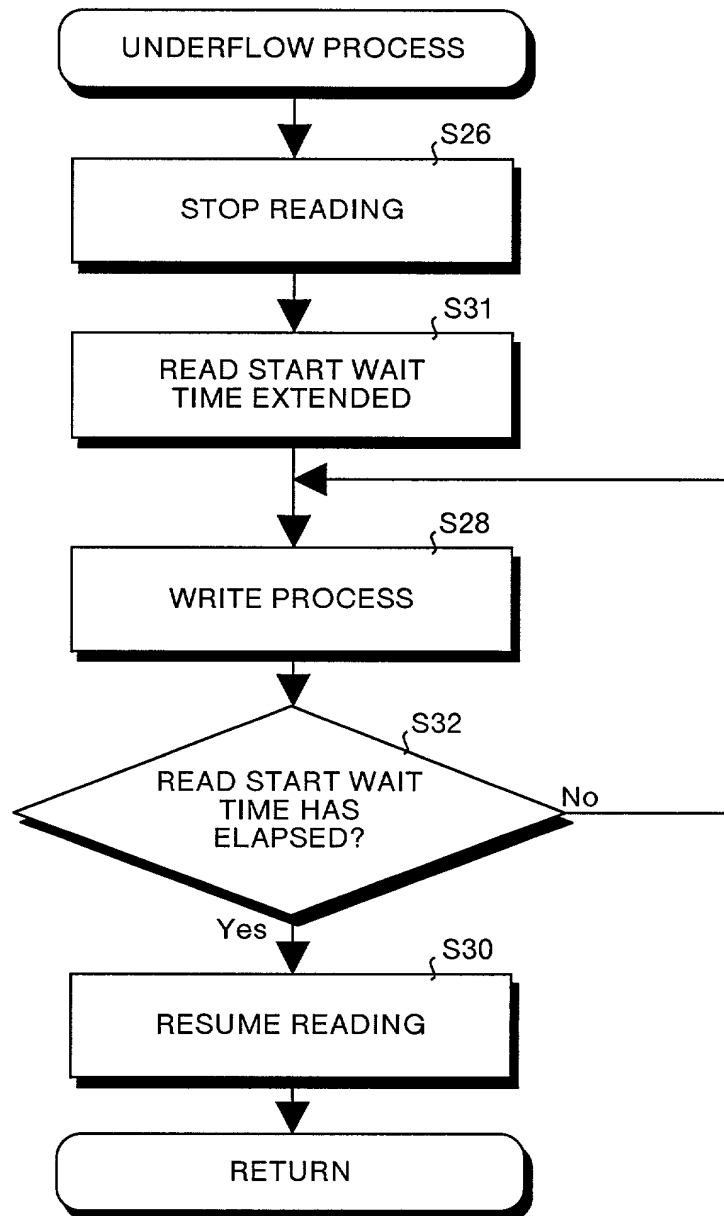 UNDERFLOW PROCESS
S26
STOP READING
S31
READ START WAIT
TIME EXTENDED
S28
WRITE PROCESS
S32
READ START WAIT
TIME HAS
ELAPSED?
No
Yes
S30
RESUME READING
RETURN